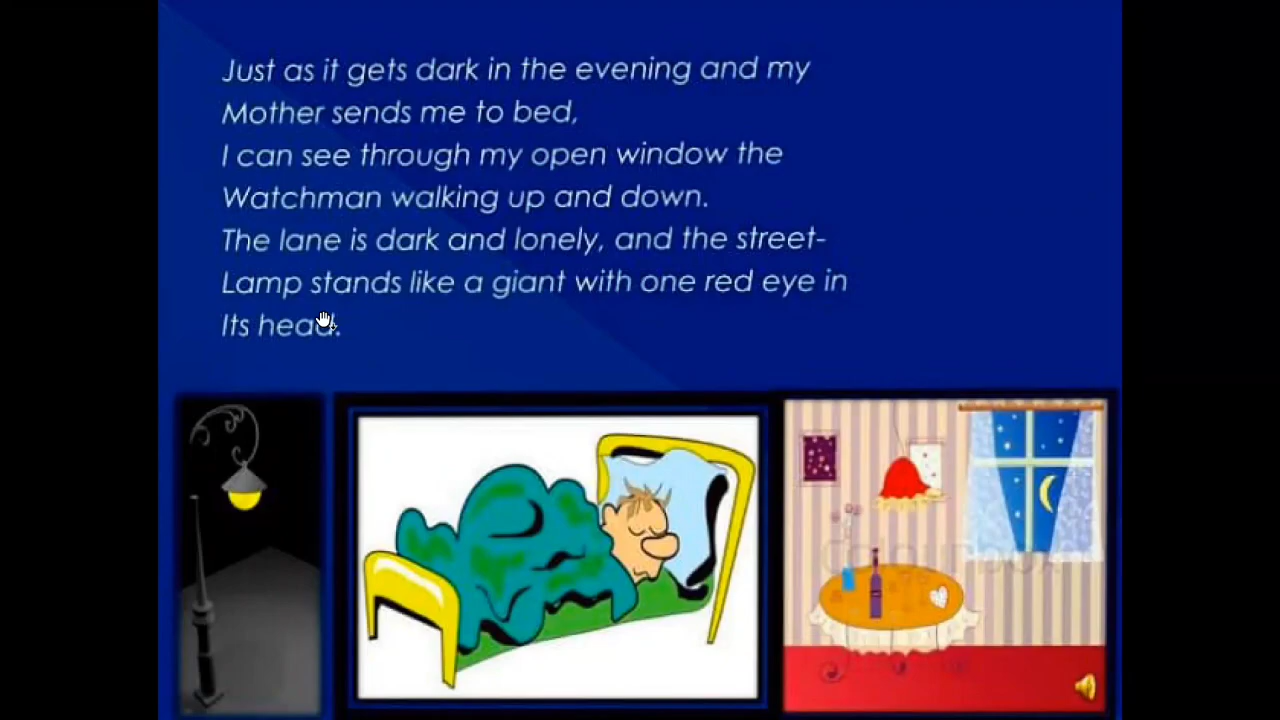 Just as it gets dark in the evening and my
Mother sends me to bed,
I can see through my open window the
Watchman walking up and down.
The lane is dark and lonely, and the street-
Lamp stands like a giant with one red eye in
Its head.